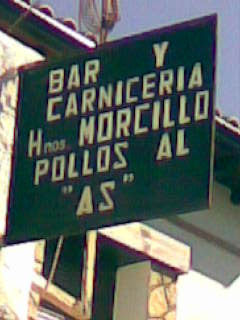 BAR Y
CARNICERIA
Hnos. MORCILLO
POLLOS AL
"AS"